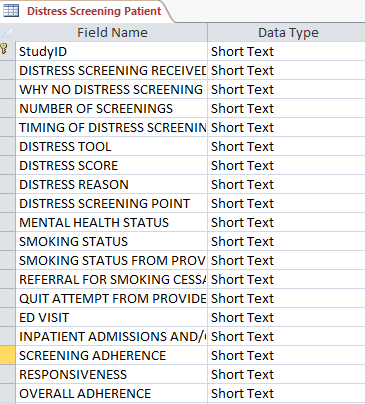 Distress Screening Patient
Field Name Data Type
StudyID Short Text
DISTRESS SCREENING RECEIVED Short Text
WHY NO DISTRESS SCREENING Short Text
NUMBER OF SCREENINGS Short Text
TIMING OF DISTRESS SCREENIN Short Text
DISTRESS TOOL Short Text
DISTRESS SCORE Short Text
DISTRESS REASON Short Text
DISTRESS SCREENING POINT Short Text
MENTAL HEALTH STATUS Short Text
SMOKING STATUS Short Text
SMOKING STATUS FROM PROV Short Text
REFERRAL FOR SMOKING CESSA Short Text
QUIT ATTEMPT FROM PROVIDE Short Text
ED VISIT Short Text
INPATIENT ADMISSIONS AND/ Short Text
SCREENING ADHERENCE Short Text
RESPONSIVENESS Short Text
OVERALL ADHERENCE Short Text